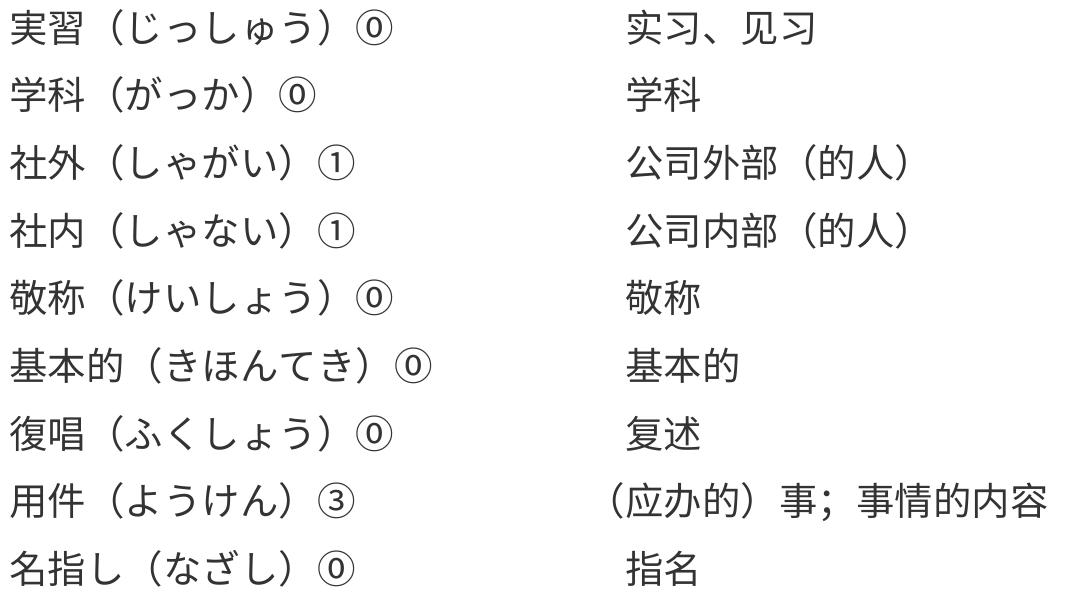 実習（じっしゅう）⓪ 实习、见习
学科（がっか）⓪ 学科
社外（しゃがい）① 公司外部（的人）
社内（しゃない）① 公司内部（的人）
敬称（けいしょう）⓪ 敬称
基本的（きほんてき）⓪ 基本的
復唱（ふくしょう）⓪ 复述
用件（ようけん）③ （应办的）事；事情的内容
名指し（なざし）⓪ 指名